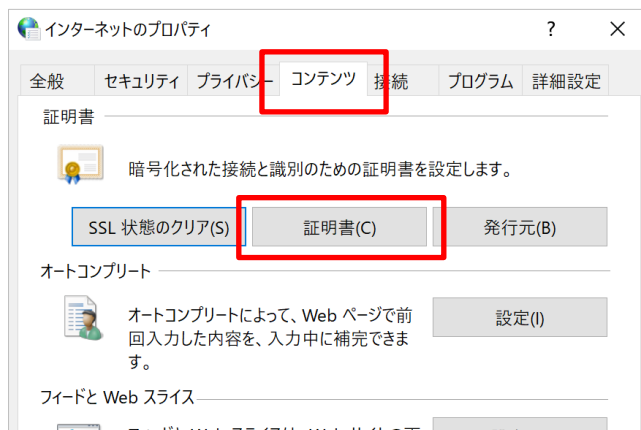 インターネットのプロパティ
?
全般 セキュリティ プライバシー コンテンツ 接続 プログラム 詳細設定
証明書
暗号化された接続と識別のための証明書を設定します。
SSL 状態のクリア(S) 証明書(C) 発行元(B)
オートコンプリート
オートコンプリートによって、Web ページで前
回入力した内容を、入力中に補完できま
す。
設定(I)
フィードと Web スライス